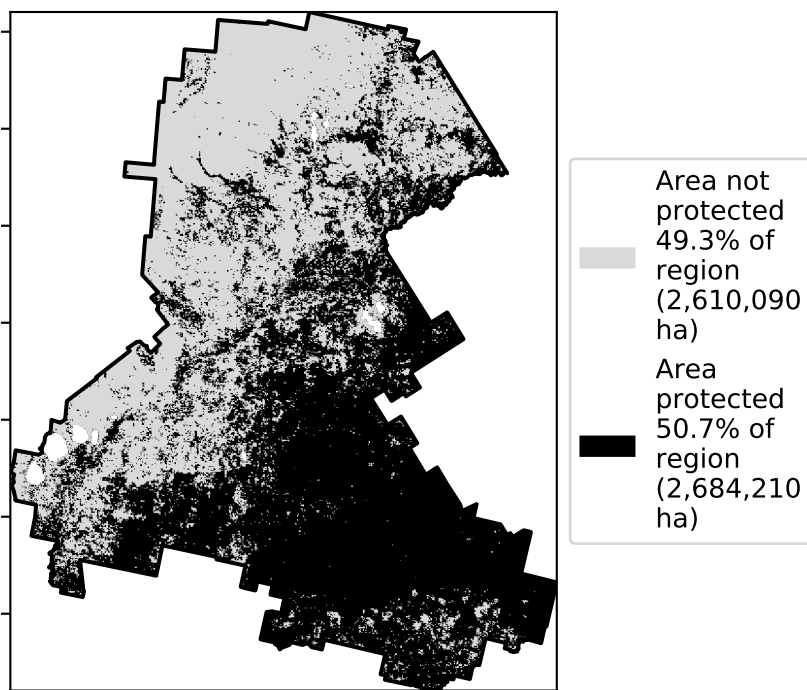 Area not
protected
49.3% of
region
(2,610,090
ha)
Area
protected
50.7% of
region
(2,684,210
ha)